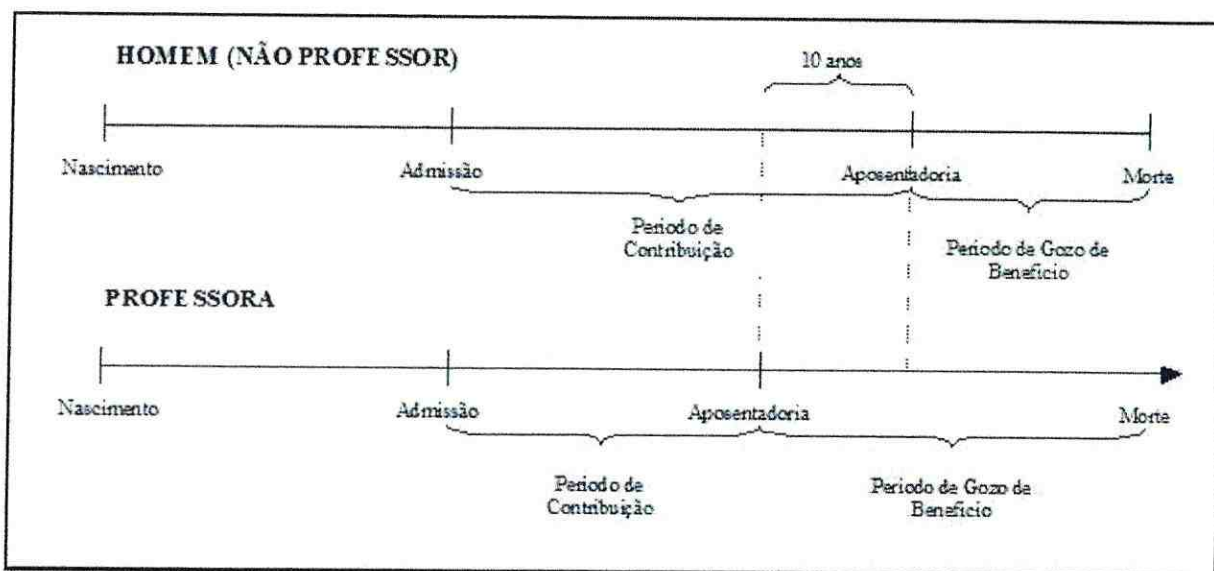 HOMEM (NÃO PROFESSOR)
10 anos
Nascimento
Admissão
Aposentadoria
Morte
Período de
Contribuição
Período de Gozo de
Benefício
PROFESSORA
Nascimento
Admissão
Aposentadoria
Morte
Período de
Contribuição
Período de Gozo de
Benefício